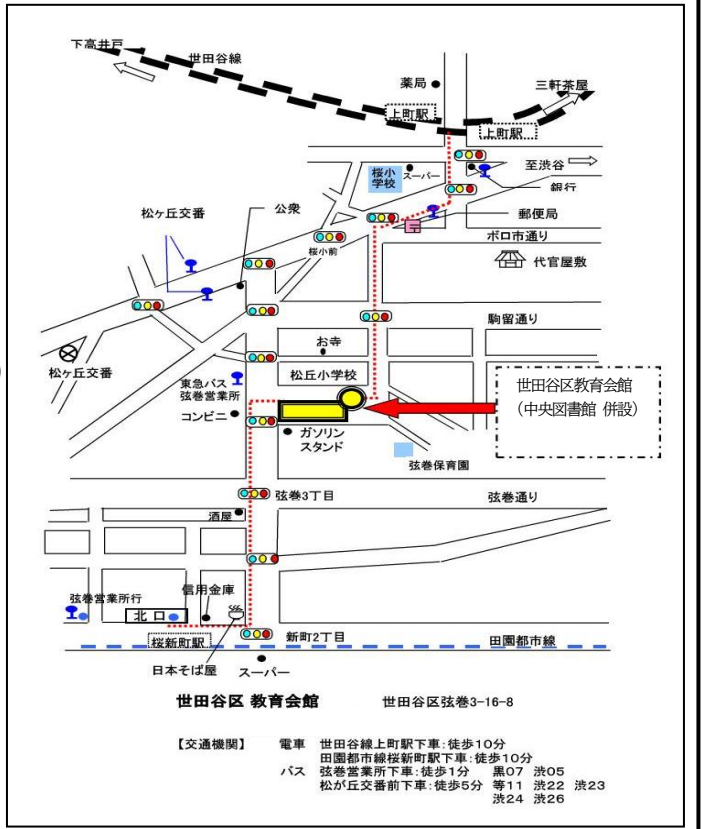 下高井戸
世田谷線
薬局
三軒茶屋
上町駅
上町駅
桜小
学校
スーパー
至渋谷
銀行
松ヶ丘交番
公衆
郵便局
桜小前
ボロ市通り
代官屋敷
お寺
駒留通り
松ヶ丘交番
東急バス
弦巻営業所
松丘小学校
世田谷区教育会館
（中央図書館 併設）
コンビニ
ガソリン
スタンド
弦巻保育園
弦巻3丁目
弦巻通り
酒屋
弦巻営業所行
信用金庫
北口
桜新町駅
新町2丁目
田園都市線
日本そば屋
スーパー
世田谷区 教育会館 世田谷区弦巻3-16-8
【交通機関】 電車 世田谷線上町駅下車:徒歩10分
田園都市線桜新町駅下車:徒歩10分
バス 弦巻営業所下車:徒歩1分 黒07 渋05
松が丘交番前下車:徒歩5分 等11 渋22 渋23
渋24 渋26